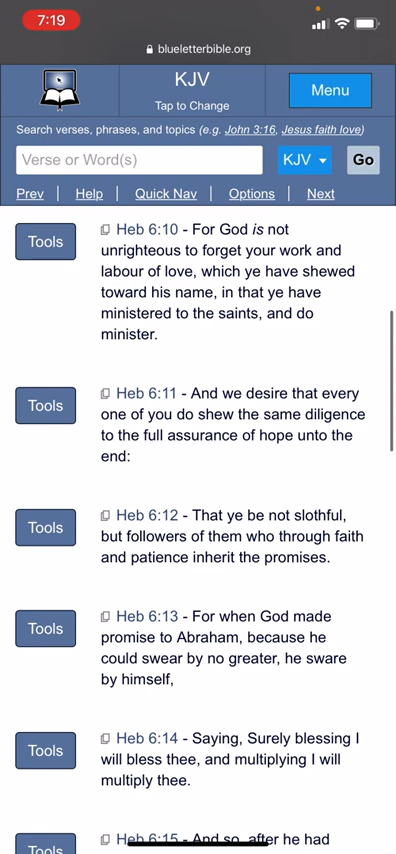 7:19
blueletterbible.org
KJV
Tap to Change
Menu
Search verses, phrases, and topics (e.g. John 3:16, Jesus faith love)
Verse or Word(s)
KJV
Go
Prev | Help | Quick Nav | Options | Next
Tools
Heb 6:10 - For God is not
unrighteous to forget your work and
labour of love, which ye have shewed
toward his name, in that ye have
ministered to the saints, and do
minister.
Tools
Heb 6:11 - And we desire that every
one of you do shew the same diligence
to the full assurance of hope unto the
end:
Tools
Heb 6:12 - That ye be not slothful,
but followers of them who through faith
and patience inherit the promises.
Tools
Heb 6:13 - For when God made
promise to Abraham, because he
could swear by no greater, he sware
by himself,
Tools
Heb 6:14 - Saying, Surely blessing I
will bless thee, and multiplying I will
multiply thee.
Tools
Heb 6:15 - And so, after he had